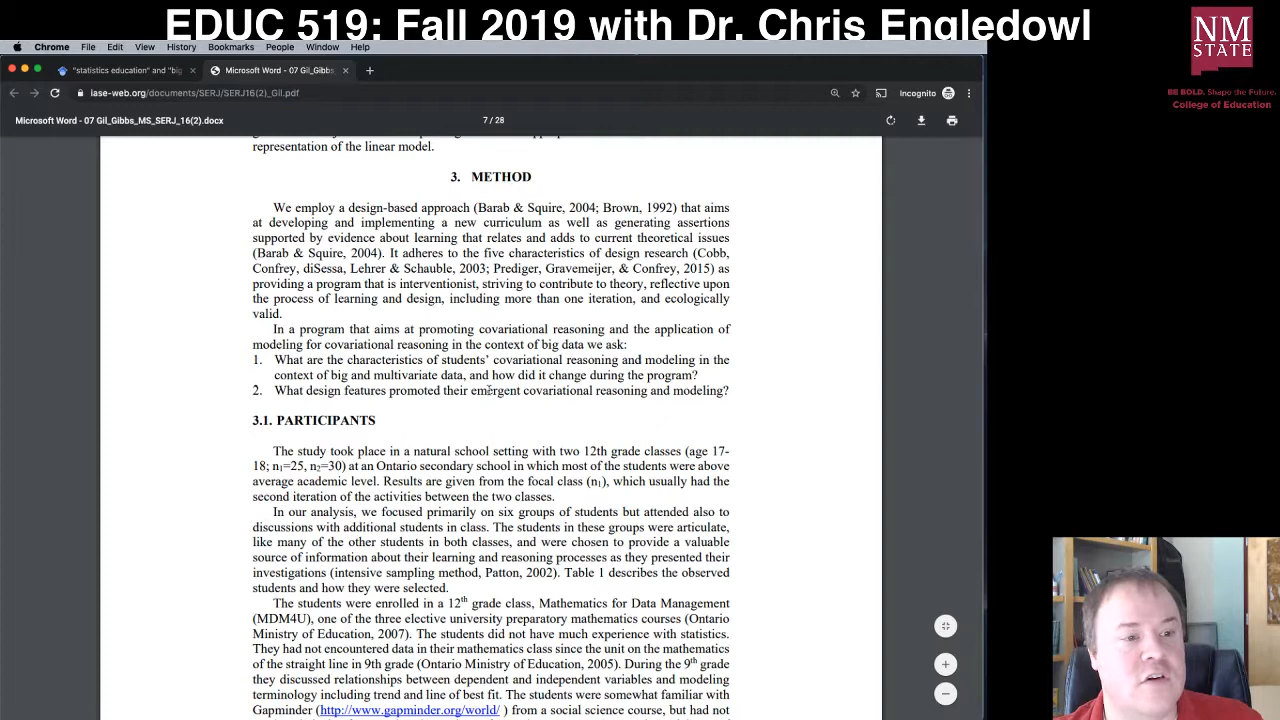 EDUC 519: Fall 2019 with Dr. Chris Engledowl
NM
STATE
BE BOLD. Shape the Future.
College of Education
Chrome File Edit View History Bookmarks People Window Help
"statistics education" and "big
Microsoft Word - 07 Gil_Gibbs_
iase-web.org/documents/SERJ/SERJ16(2)_Gil.pdf
Incognito
Microsoft Word - 07 Gil_Gibbs_MS_SERJ_16(2).docx
7 / 28
representation of the linear model.
3. METHOD
We employ a design-based approach (Barab & Squire, 2004; Brown, 1992) that aims
at developing and implementing a new curriculum as well as generating assertions
supported by evidence about learning that relates and adds to current theoretical issues
(Barab & Squire, 2004). It adheres to the five characteristics of design research (Cobb,
Confrey, diSessa, Lehrer & Schauble, 2003; Prediger, Gravemeijer, & Confrey, 2015) as
providing a program that is interventionist, striving to contribute to theory, reflective upon
the process of learning and design, including more than one iteration, and ecologically
valid.
In a program that aims at promoting covariational reasoning and the application of
modeling for covariational reasoning in the context of big data we ask:
1. What are the characteristics of students' covariational reasoning and modeling in the
context of big and multivariate data, and how did it change during the program?
2. What design features promoted their emergent covariational reasoning and modeling?
3.1. PARTICIPANTS
The study took place in a natural school setting with two 12th grade classes (age 17-
18; n1=25, n2=30) at an Ontario secondary school in which most of the students were above
average academic level. Results are given from the focal class (n1), which usually had the
second iteration of the activities between the two classes.
In our analysis, we focused primarily on six groups of students but attended also to
discussions with additional students in class. The students in these groups were articulate,
like many of the other students in both classes, and were chosen to provide a valuable
source of information about their learning and reasoning processes as they presented their
investigations (intensive sampling method, Patton, 2002). Table 1 describes the observed
students and how they were selected.
The students were enrolled in a 12th grade class, Mathematics for Data Management
(MDM4U), one of the three elective university preparatory mathematics courses (Ontario
Ministry of Education, 2007). The students did not have much experience with statistics.
They had not encountered data in their mathematics class since the unit on the mathematics
of the straight line in 9th grade (Ontario Ministry of Education, 2005). During the 9th grade
they discussed relationships between dependent and independent variables and modeling
terminology including trend and line of best fit. The students were somewhat familiar with
Gapminder (http://www.gapminder.org/world/ ) from a social science course, but had not